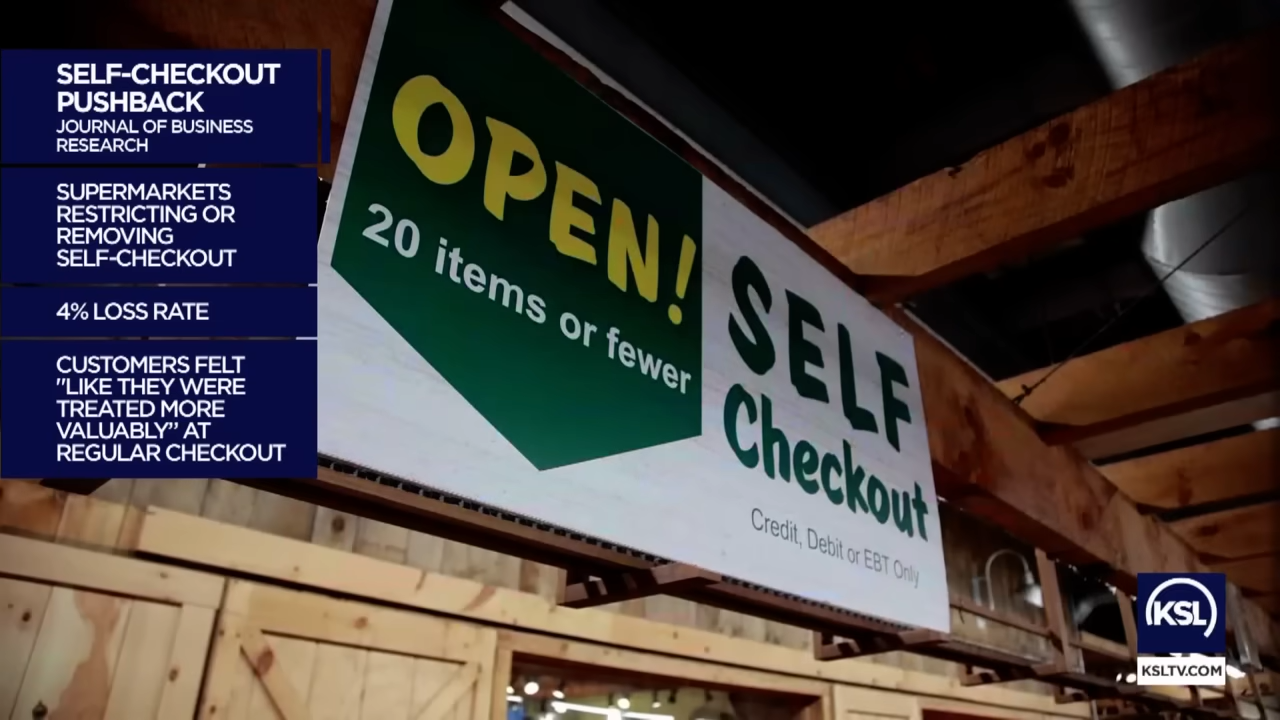 SELF-CHECKOUT
PUSHBACK
JOURNAL OF BUSINESS
RESEARCH
SUPERMARKETS
RESTRICTING OR
REMOVING
SELF-CHECKOUT
4% LOSS RATE
CUSTOMERS FELT
"LIKE THEY WERE
TREATED MORE
VALUABLY” AT
REGULAR CHECKOUT
OPEN!
20 items or fewer
SELF
Checkout
Credit, Debit or EBT Only
KSL
KSLTV.COM